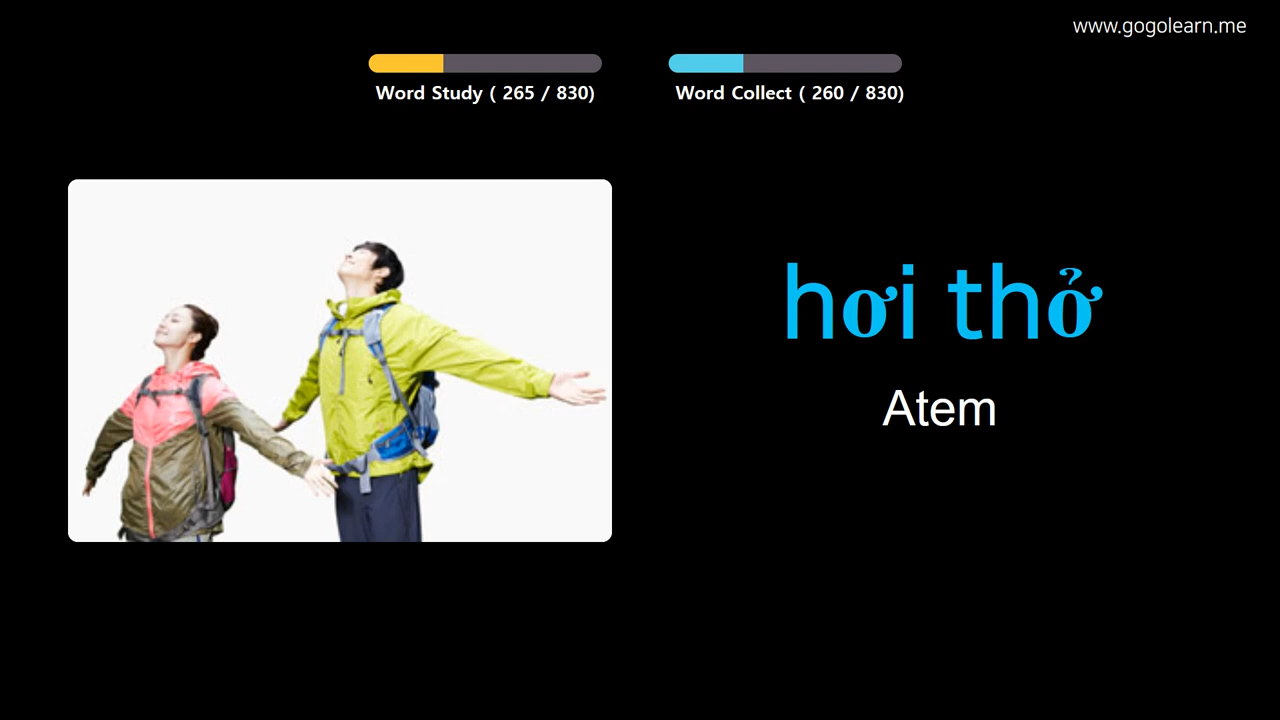 www.gogolearn.me
Word Study ( 265 / 830)
Word Collect ( 260 / 830)
hơi thở
Atem